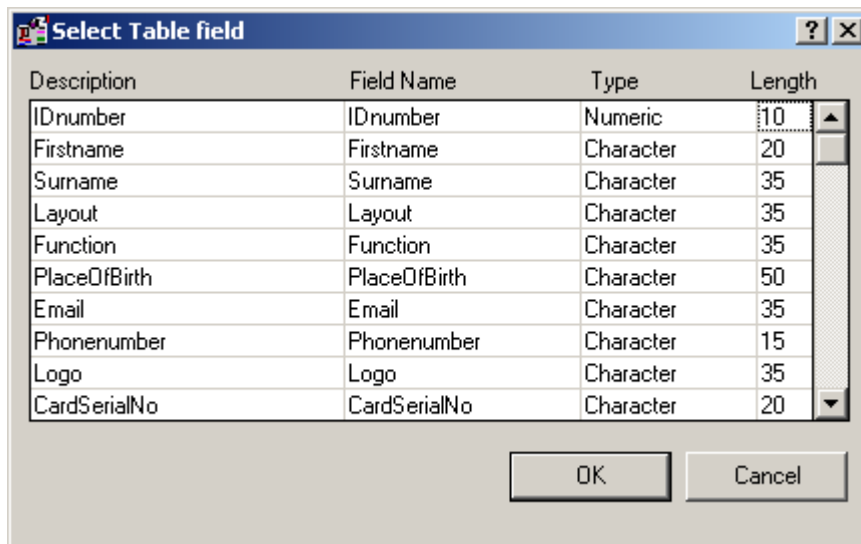 Select Table field
Description Field Name Type Length
IDnumber IDnumber Numeric 10
Firstname Firstname Character 20
Surname Surname Character 35
Layout Layout Character 35
Function Function Character 35
PlaceOfBirth PlaceOfBirth Character 50
Email Email Character 35
Phonenumber Phonenumber Character 15
Logo Logo Character 35
CardSerialNo CardSerialNo Character 20
OK Cancel